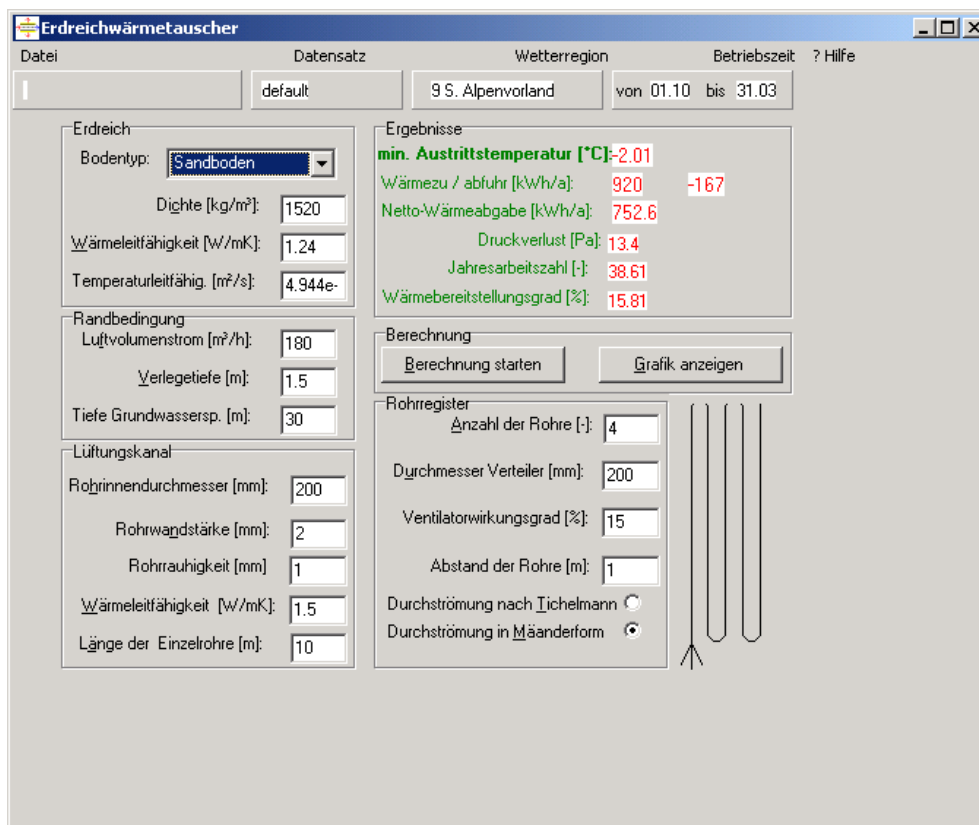 Erdreichwärmetauscher
Datei Datensatz Wetterregion Betriebszeit ? Hilfe
default 9 S. Alpenvorland von 01.10 bis 31.03
Erdreich
Bodentyp: Sandboden
Dichte [kg/m³]: 1520
Wärmeleitfähigkeit [W/mK]: 1.24
Temperaturleitfähig. [m²/s]: 4.944e-
Randbedingung
Luftvolumenstrom [m³/h]: 180
Verlegetiefe [m]: 1.5
Tiefe Grundwassersp. [m]: 30
Lüftungskanal
Rohrinnendurchmesser [mm]: 200
Rohrwandstärke [mm]: 2
Rohrrauhigkeit [mm] 1
Wärmeleitfähigkeit [W/mK]: 1.5
Länge der Einzelrohre [m]: 10
Ergebnisse
min. Austrittstemperatur [°C]: -2.01
Wärmezu / abfuhr [kWh/a]: 920 -167
Netto-Wärmeabgabe [kWh/a]: 752.6
Druckverlust [Pa]: 13.4
Jahresarbeitszahl [-]: 38.61
Wärmebereitstellungsgrad [%]: 15.81
Berechnung
Berechnung starten Grafik anzeigen
Rohrregister
Anzahl der Rohre [-]: 4
Durchmesser Verteiler [mm]: 200
Ventilatorwirkungsgrad [%]: 15
Abstand der Rohre [m]: 1
Durchströmung nach Tichelmann
Durchströmung in Mäanderform